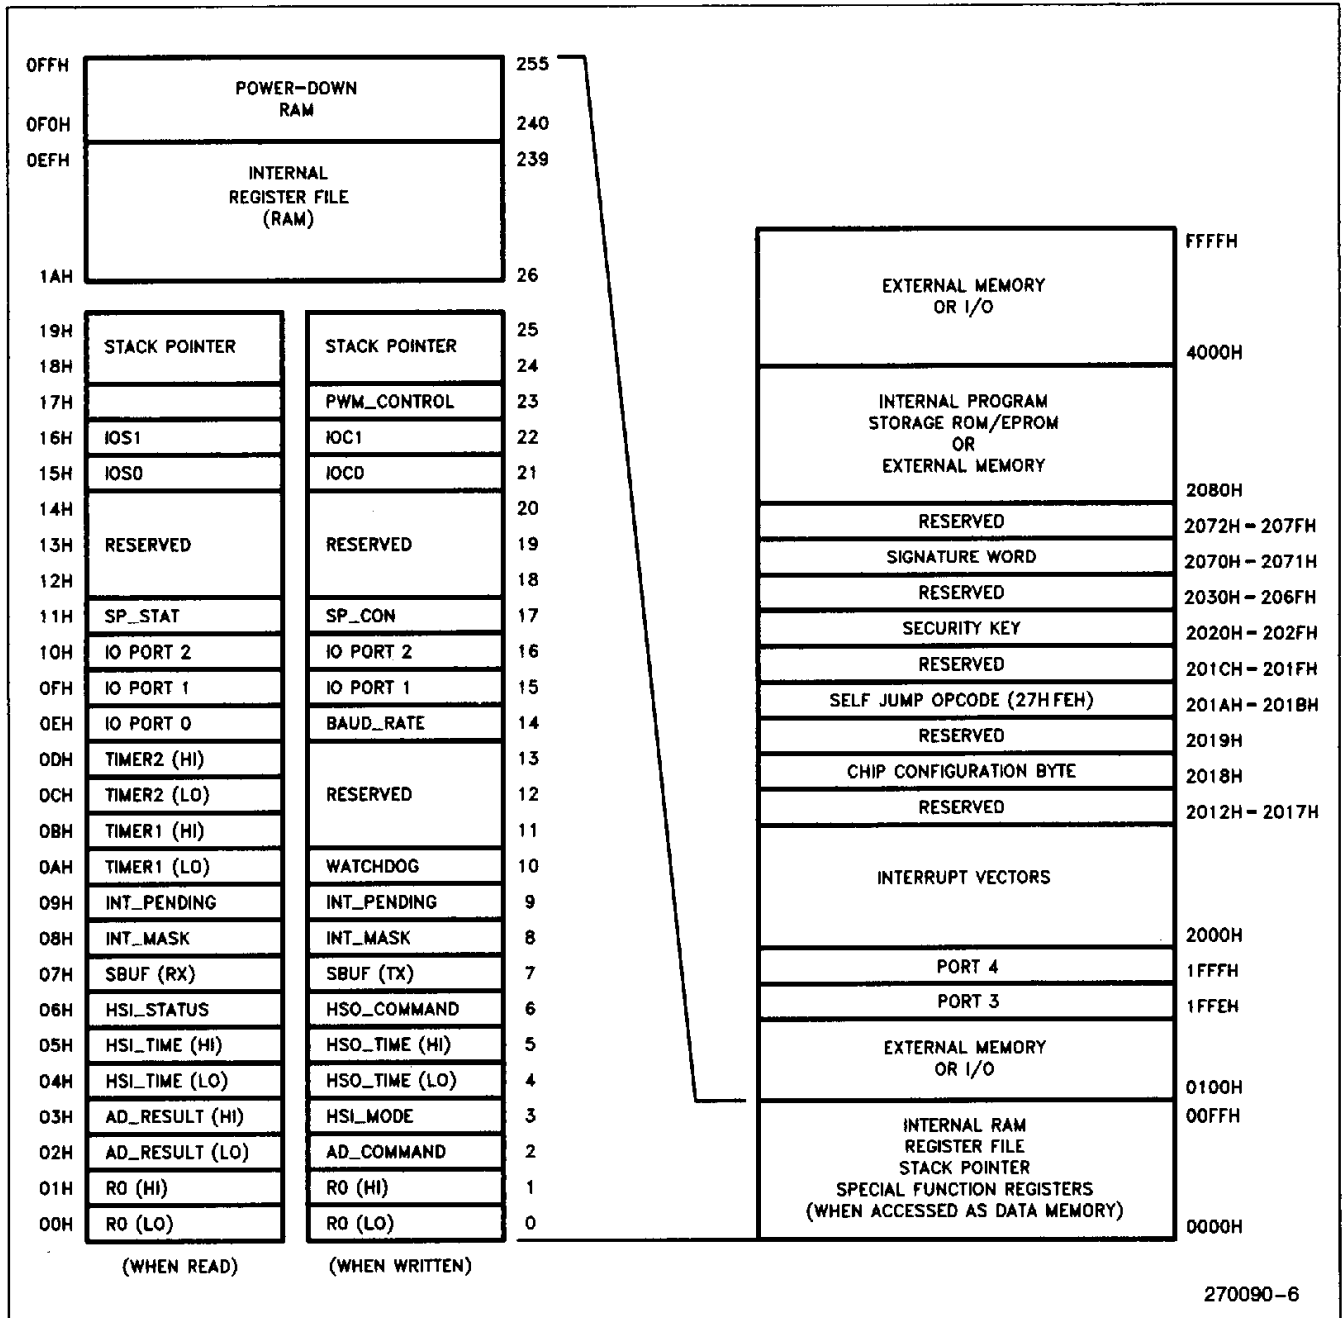 0FFH POWER-DOWN 255
RAM
0F0H 240
0EFH INTERNAL 239
REGISTER FILE
(RAM)
1AH 26
19H STACK POINTER STACK POINTER 25
18H 24
17H PWM_CONTROL 23
16H IOS1 IOC1 22
15H IOS0 IOC0 21
14H 20
13H RESERVED RESERVED 19
12H 18
11H SP_STAT SP_CON 17
10H IO PORT 2 IO PORT 2 16
0FH IO PORT 1 IO PORT 1 15
0EH IO PORT 0 BAUD_RATE 14
0DH TIMER2 (HI) 13
0CH TIMER2 (LO) RESERVED 12
0BH TIMER1 (HI) 11
0AH TIMER1 (LO) WATCHDOG 10
09H INT_PENDING INT_PENDING 9
08H INT_MASK INT_MASK 8
07H SBUF (RX) SBUF (TX) 7
06H HSI_STATUS HSO_COMMAND 6
05H HSI_TIME (HI) HSO_TIME (HI) 5
04H HSI_TIME (LO) HSO_TIME (LO) 4
03H AD_RESULT (HI) HSI_MODE 3
02H AD_RESULT (LO) AD_COMMAND 2
01H R0 (HI) R0 (HI) 1
00H R0 (LO) R0 (LO) 0
(WHEN READ) (WHEN WRITTEN)
FFFFH
EXTERNAL MEMORY
OR I/O
4000H
INTERNAL PROGRAM
STORAGE ROM/EPROM
OR
EXTERNAL MEMORY
2080H
RESERVED 2072H - 207FH
SIGNATURE WORD 2070H - 2071H
RESERVED 2030H - 206FH
SECURITY KEY 2020H - 202FH
RESERVED 201CH - 201FH
SELF JUMP OPCODE (27H FEH) 201AH - 201BH
RESERVED 2019H
CHIP CONFIGURATION BYTE 2018H
RESERVED 2012H - 2017H
INTERRUPT VECTORS
2000H
PORT 4 1FFFH
PORT 3 1FFEH
EXTERNAL MEMORY
OR I/O
0100H
INTERNAL RAM 00FFH
REGISTER FILE
STACK POINTER
SPECIAL FUNCTION REGISTERS
(WHEN ACCESSED AS DATA MEMORY)
0000H
270090-6